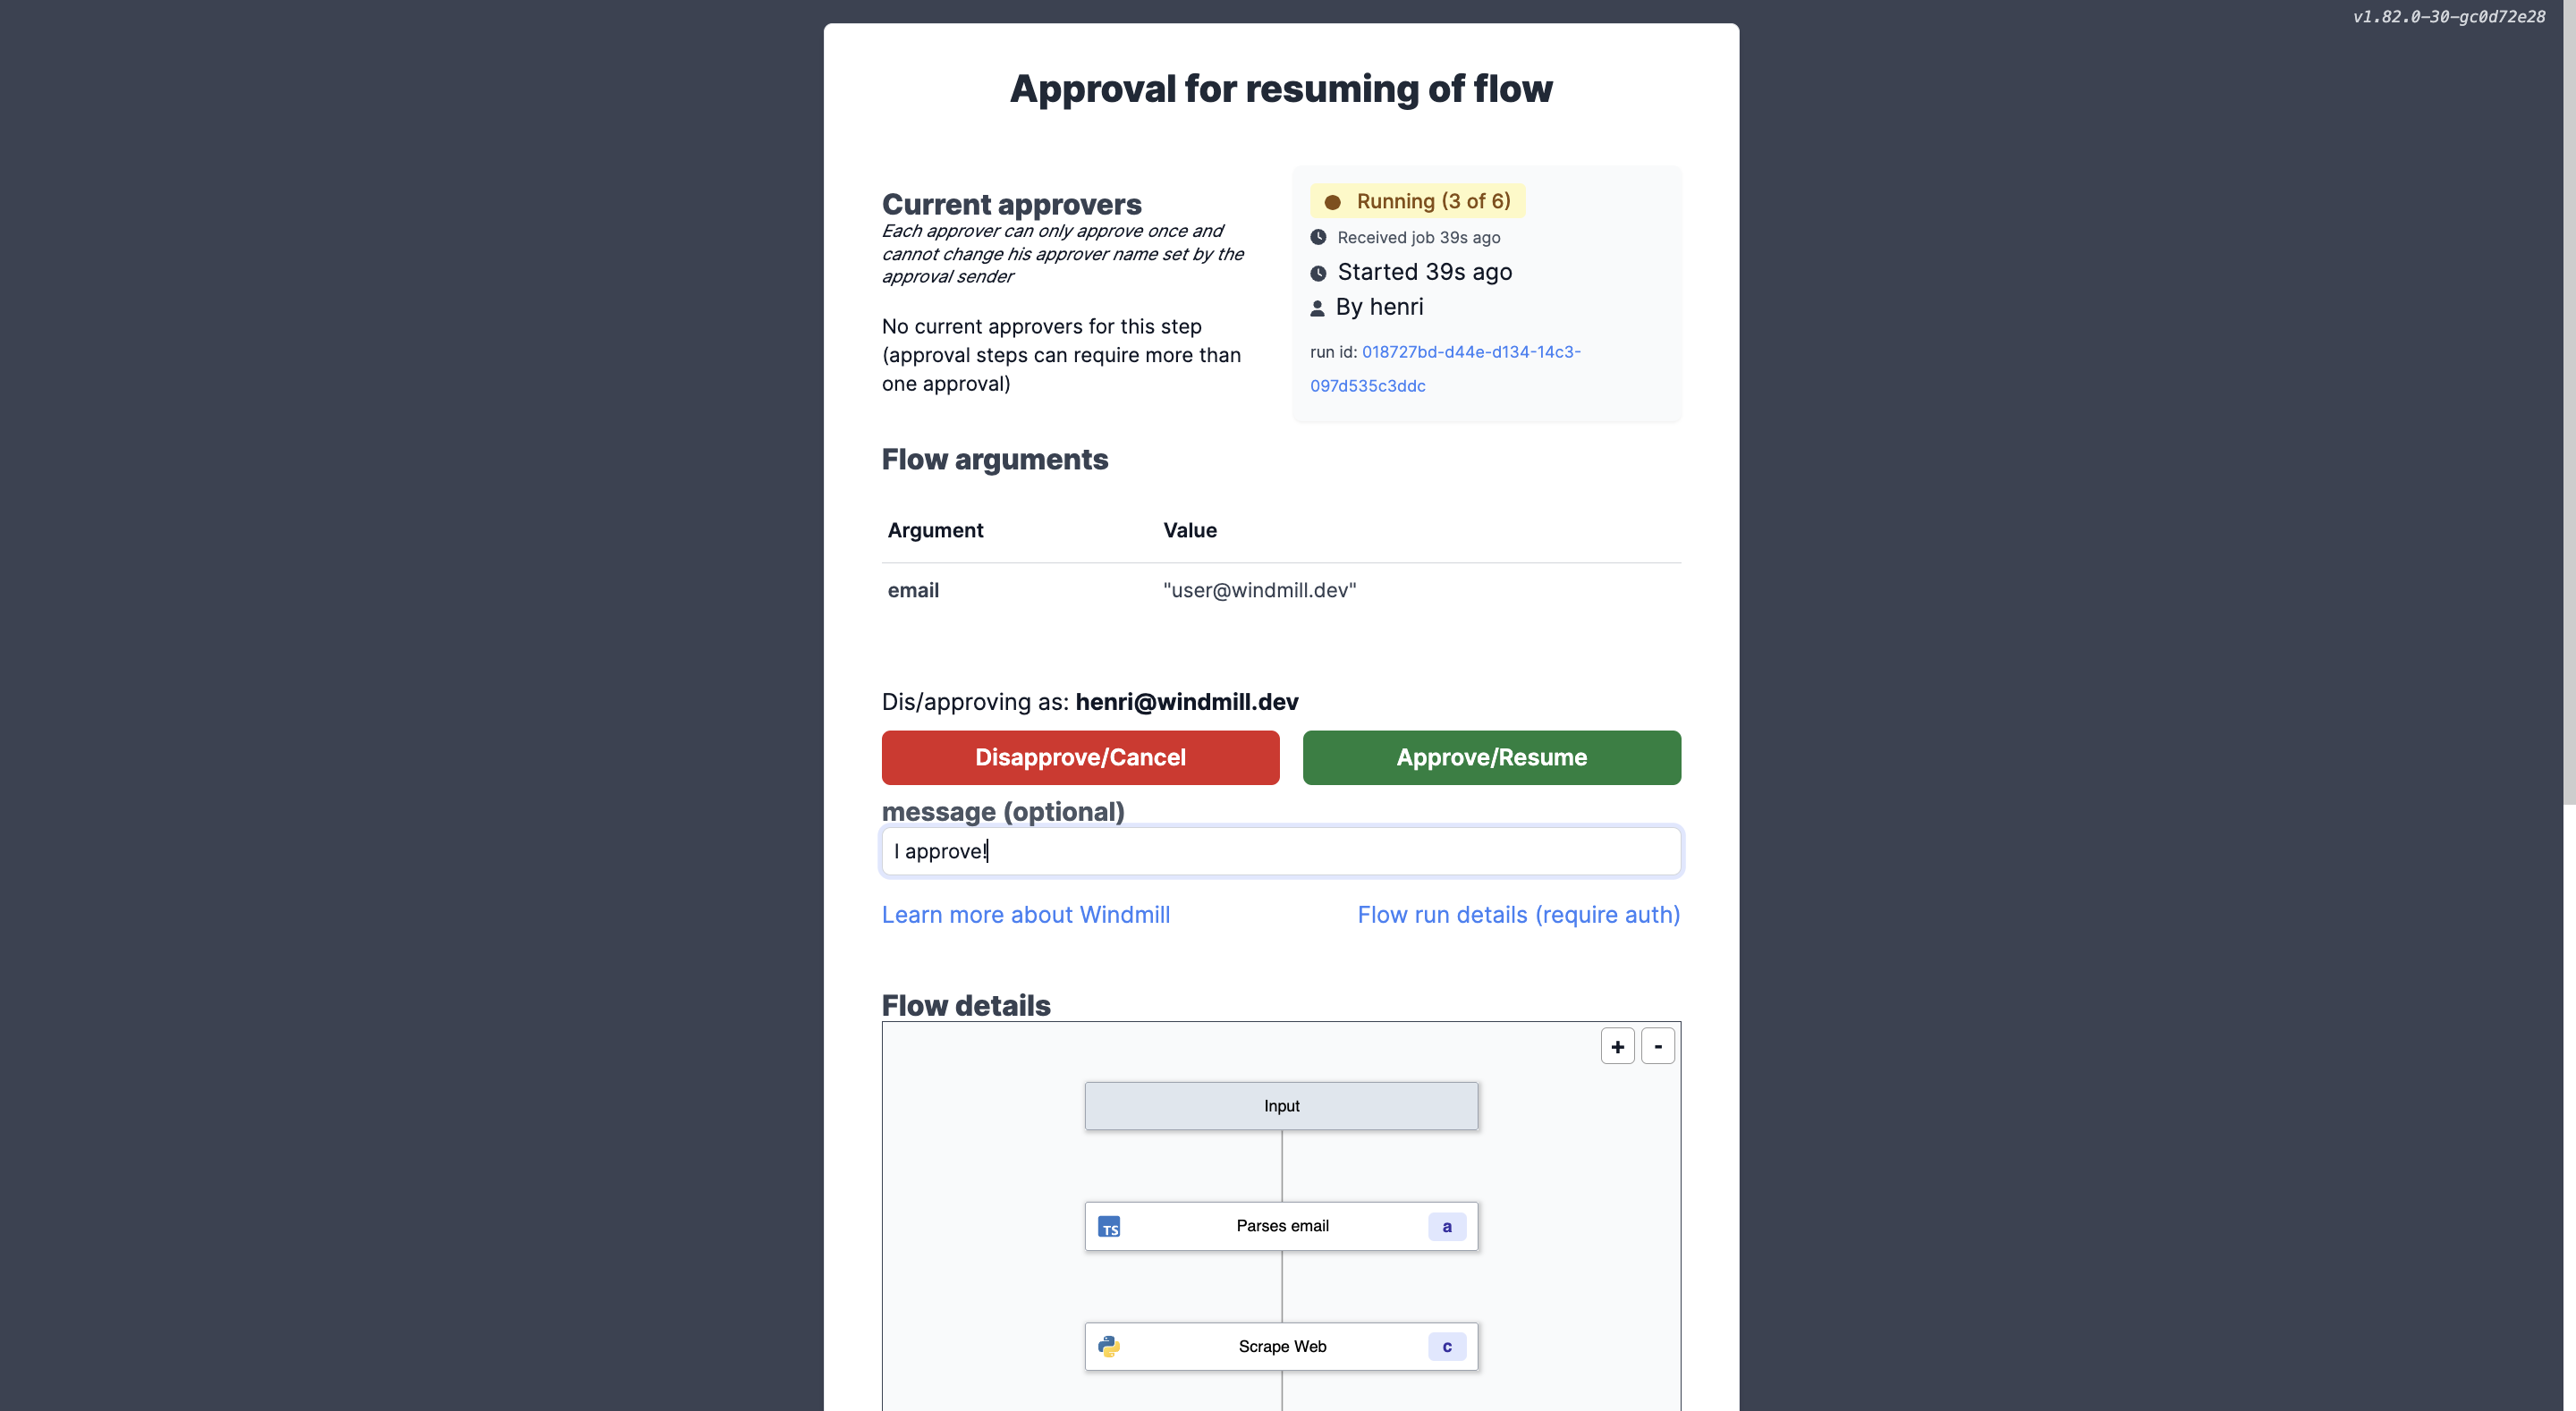 v1.82.0-30-gc0d72e28
Approval for resuming of flow
Current approvers
Each approver can only approve once and
cannot change his approver name set by the
approval sender
No current approvers for this step
(approval steps can require more than
one approval)
Running (3 of 6)
Received job 39s ago
Started 39s ago
By henri
run id: 018727bd-d44e-d134-14c3-
097d535c3ddc
Flow arguments
Argument Value
email "user@windmill.dev"
Dis/approving as: henri@windmill.dev
Disapprove/Cancel Approve/Resume
message (optional)
I approve!
Learn more about Windmill Flow run details (require auth)
Flow details
+ -
Input
TS Parses email a
Scrape Web c